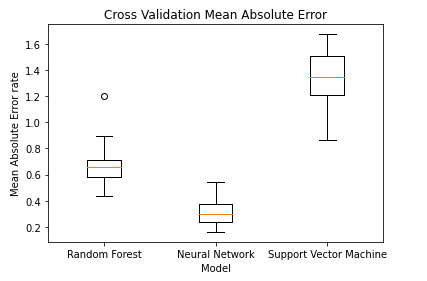 Cross Validation Mean Absolute Error
Mean Absolute Error rate
1.6
1.4
1.2
1.0
0.8
0.6
0.4
0.2
Random Forest
Neural Network
Support Vector Machine
Model